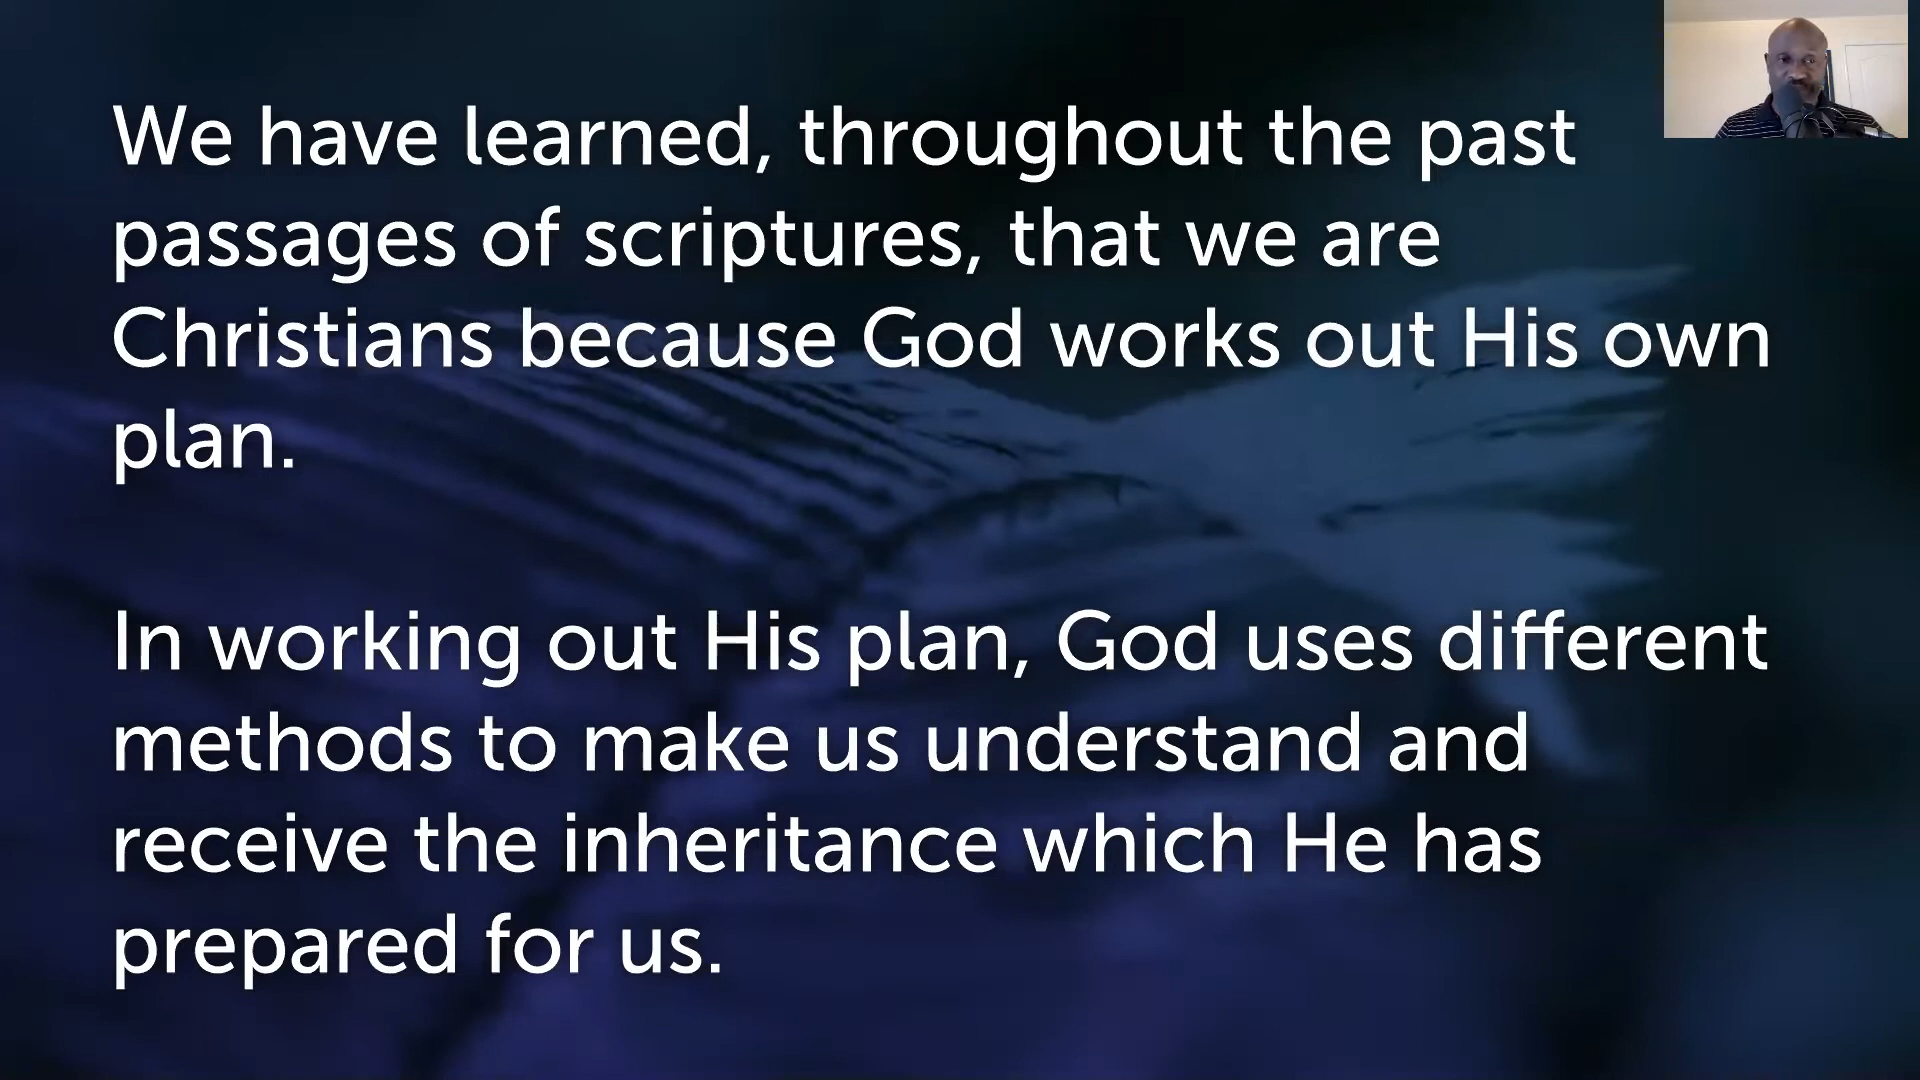 We have learned, throughout the past
passages of scriptures, that we are
Christians because God works out His own
plan.
In working out His plan, God uses different
methods to make us understand and
receive the inheritance which He has
prepared for us.